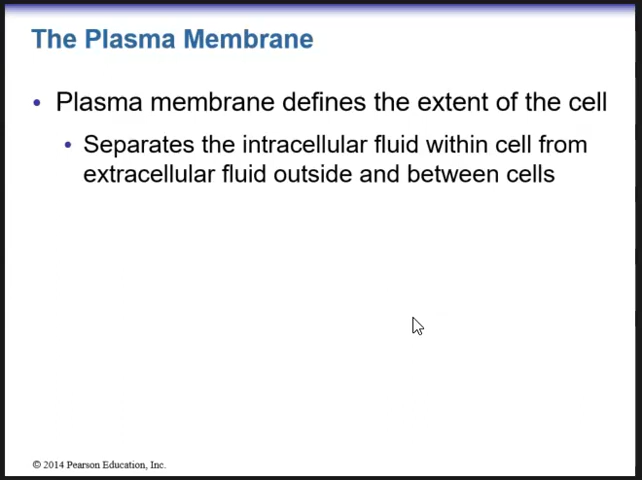 The Plasma Membrane
• Plasma membrane defines the extent of the cell
• Separates the intracellular fluid within cell from
extracellular fluid outside and between cells
© 2014 Pearson Education, Inc.